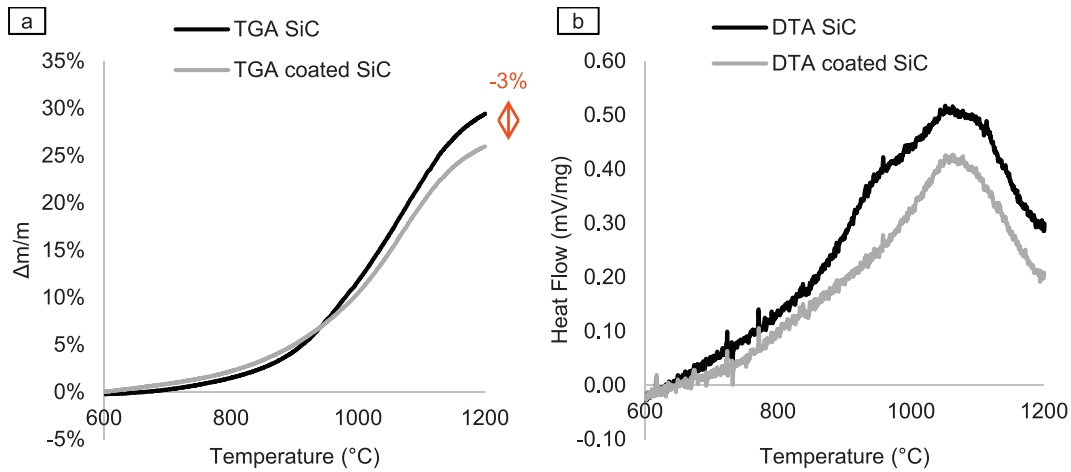 a
TGA SiC
TGA coated SiC
35%
30%
25%
20%
15%
10%
5%
0%
-5%
-3%
600
800
1000
1200
Δm/m
Temperature (°C)
b
DTA SiC
DTA coated SiC
0.60
0.50
0.40
0.30
0.20
0.10
0.00
-0.10
600
800
1000
1200
Heat Flow (mV/mg)
Temperature (°C)